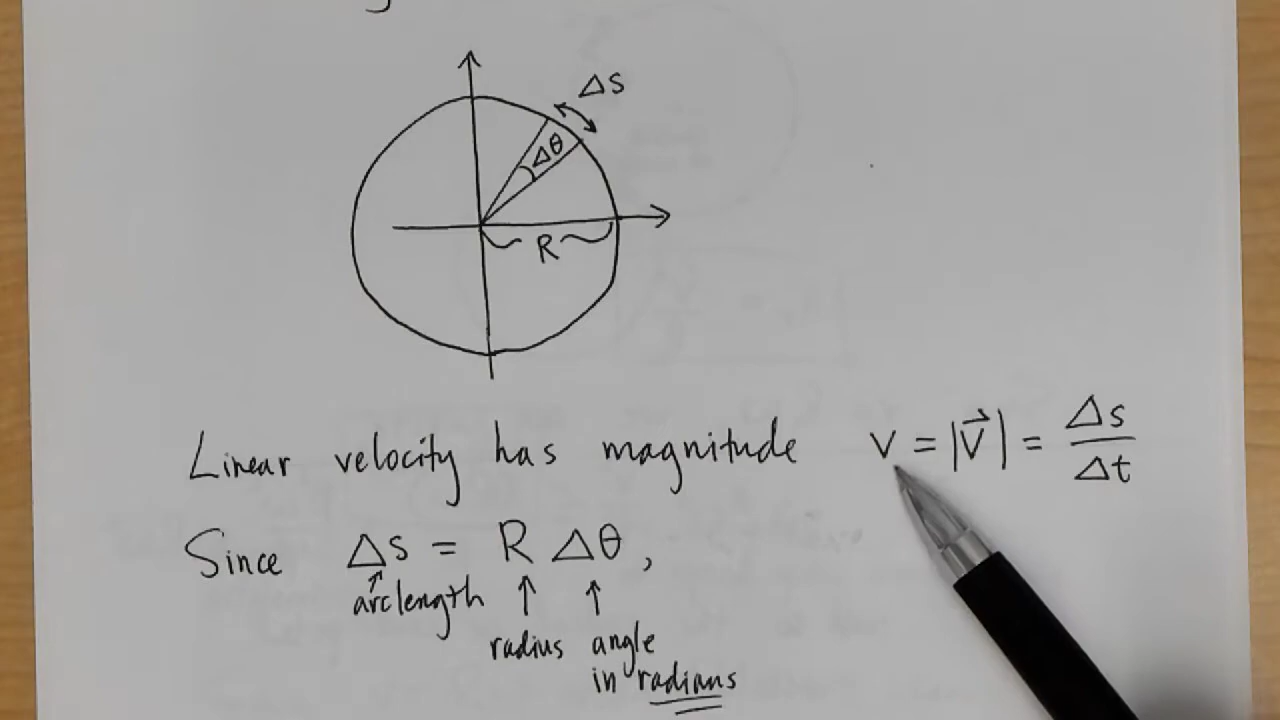 Δs
Δθ
R
Linear velocity has magnitude v = |v⃗| = Δs/Δt
Since Δs = R Δθ,
↑ arclength ↑ ↑
radius angle
in radians